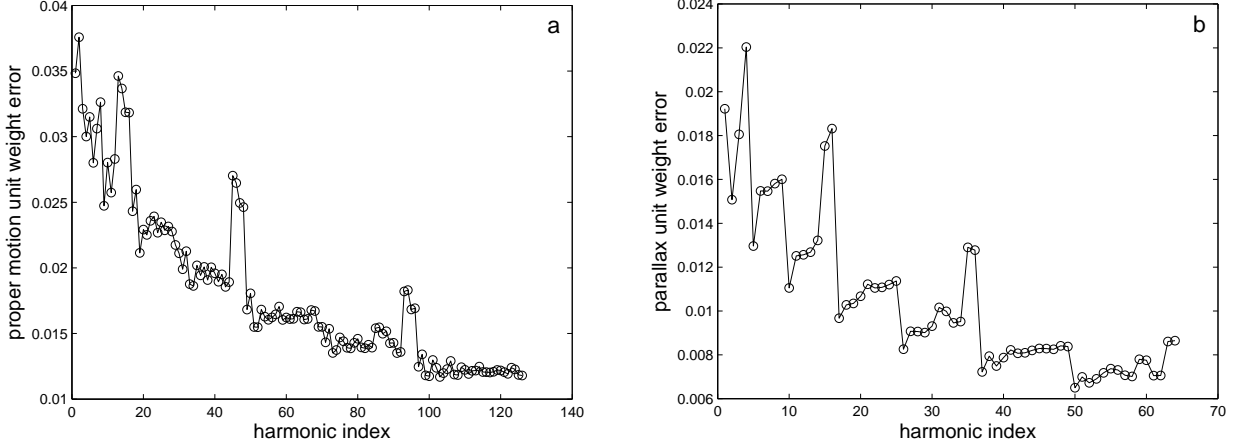 0.04
0.035
0.03
0.025
0.02
0.015
0.01
0 20 40 60 80 100 120 140
proper motion unit weight error
harmonic index
a
0.024
0.022
0.02
0.018
0.016
0.014
0.012
0.01
0.008
0.006
0 10 20 30 40 50 60 70
parallax unit weight error
harmonic index
b